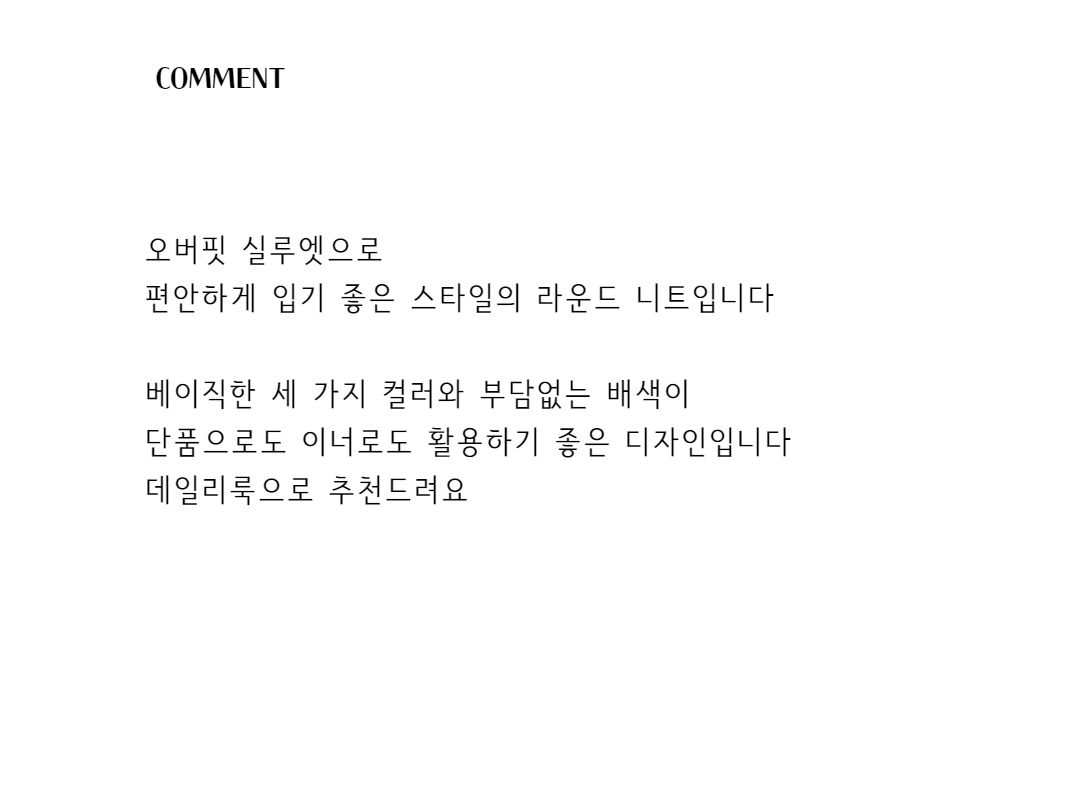 COMMENT
오버핏 실루엣으로
편안하게 입기 좋은 스타일의 라운드 니트입니다
베이직한 세 가지 컬러와 부담없는 배색이
단품으로도 이너로도 활용하기 좋은 디자인입니다
데일리룩으로 추천드려요